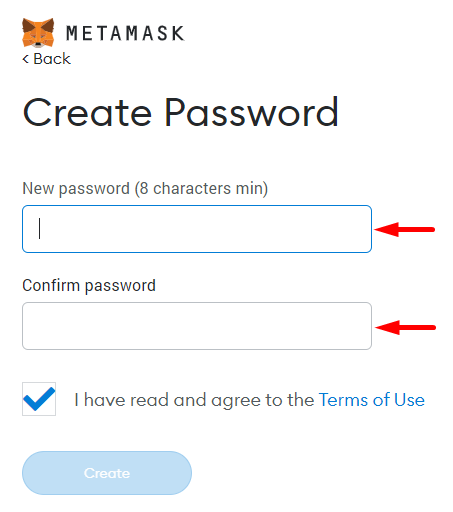 METAMASK
< Back
Create Password
New password (8 characters min)
Confirm password
I have read and agree to the Terms of Use
Create